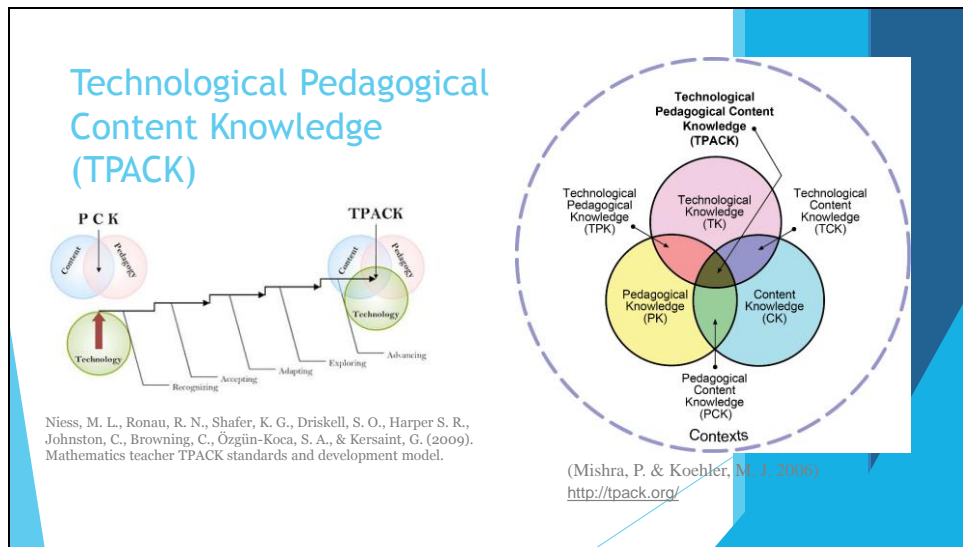 Technological Pedagogical
Content Knowledge
(TPACK)
P C K
Content
Pedagogy
Technology
TPACK
Content
Pedagogy
Technology
Recognizing
Accepting
Adapting
Exploring
Advancing
Niess, M. L., Ronau, R. N., Shafer, K. G., Driskell, S. O., Harper S. R.,
Johnston, C., Browning, C., Özgün-Koca, S. A., & Kersaint, G. (2009).
Mathematics teacher TPACK standards and development model.
Technological
Pedagogical Content
Knowledge
(TPACK)
Technological
Pedagogical
Knowledge
(TPK)
Technological
Knowledge
(TK)
Technological
Content
Knowledge
(TCK)
Pedagogical
Knowledge
(PK)
Content
Knowledge
(CK)
Pedagogical
Content
Knowledge
(PCK)
Contexts
(Mishra, P. & Koehler, M. J. 2006)
http://tpack.org/